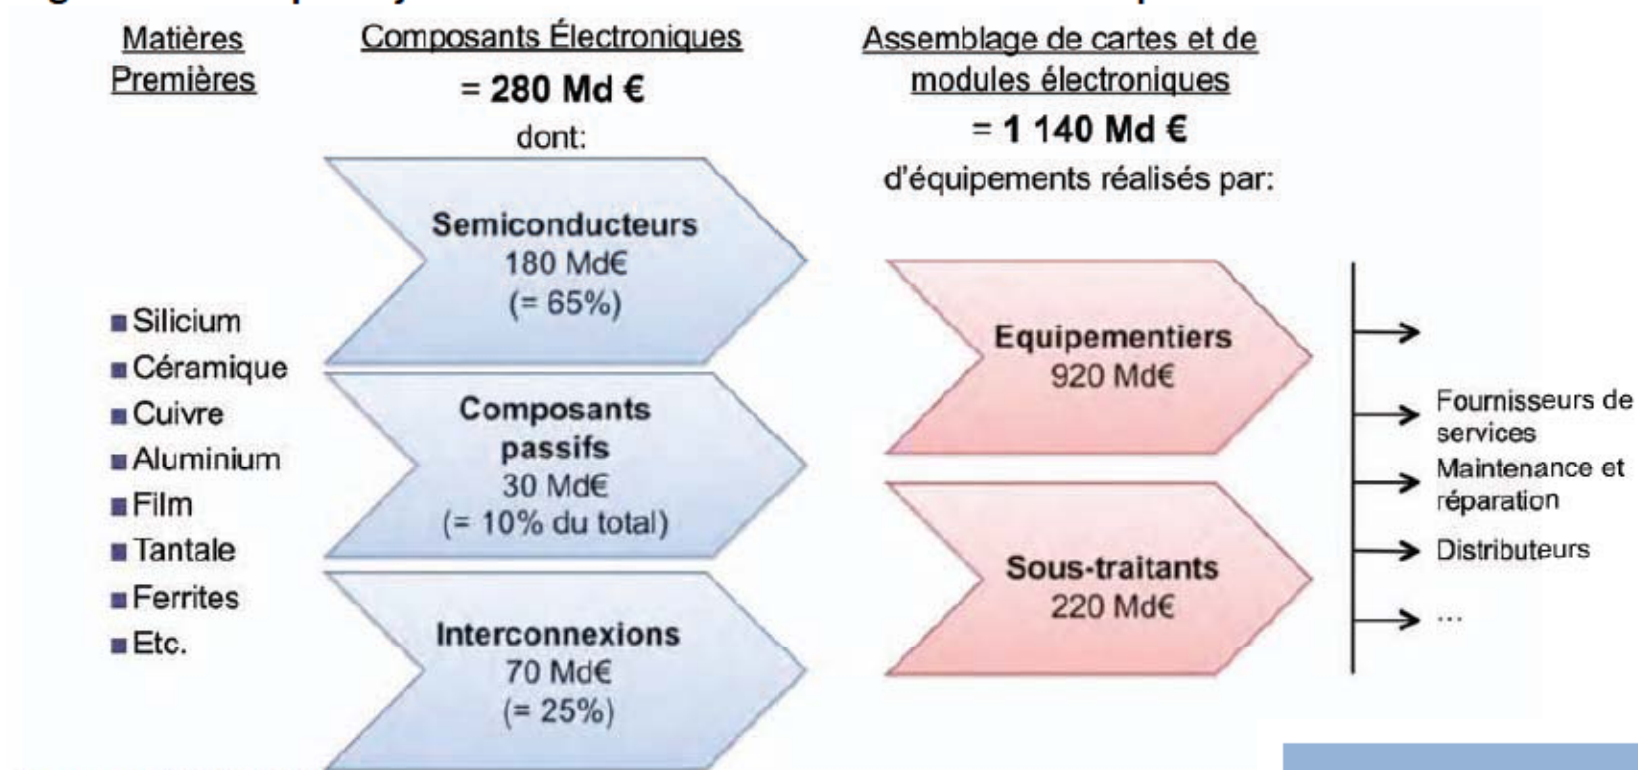 Matières
Premières
Composants Électroniques
= 280 Md €
dont:
Assemblage de cartes et de
modules électroniques
= 1 140 Md €
d'équipements réalisés par:
Silicium
Céramique
Cuivre
Aluminium
Film
Tantale
Ferrites
Etc.
Semiconducteurs
180 Md€
(= 65%)
Composants
passifs
30 Md€
(= 10% du total)
Interconnexions
70 Md€
(= 25%)
Equipementiers
920 Md€
Sous-traitants
220 Md€
Fournisseurs de
services
Maintenance et
réparation
Distributeurs
...